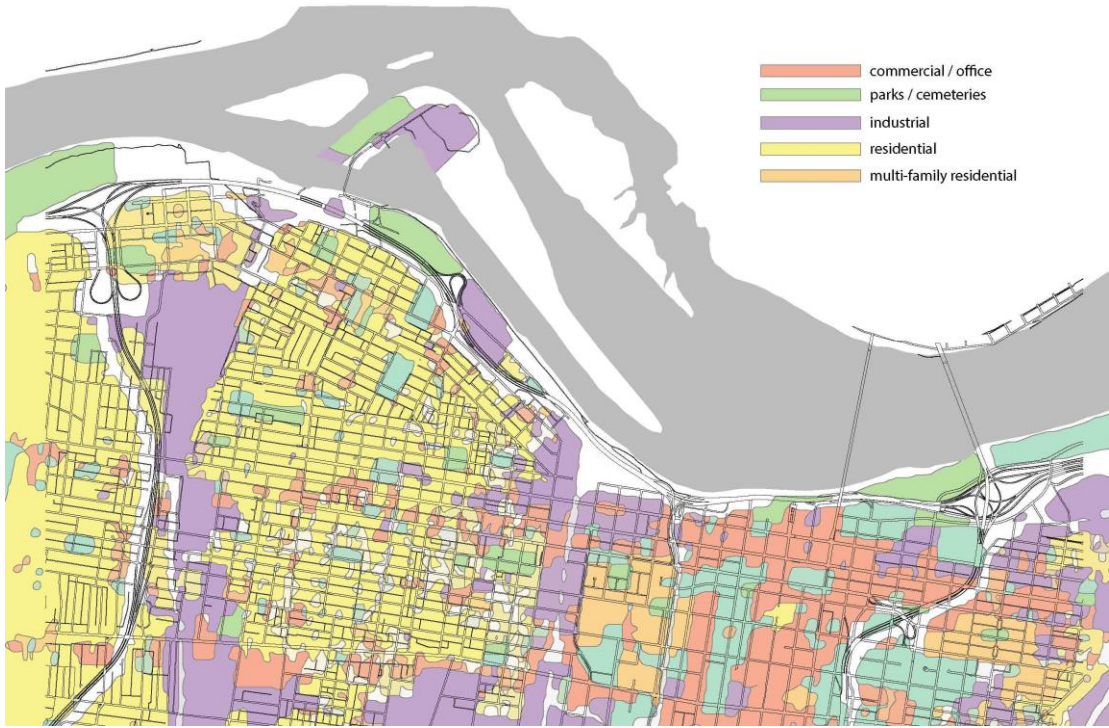 commercial / office
parks / cemeteries
industrial
residential
multi-family residential